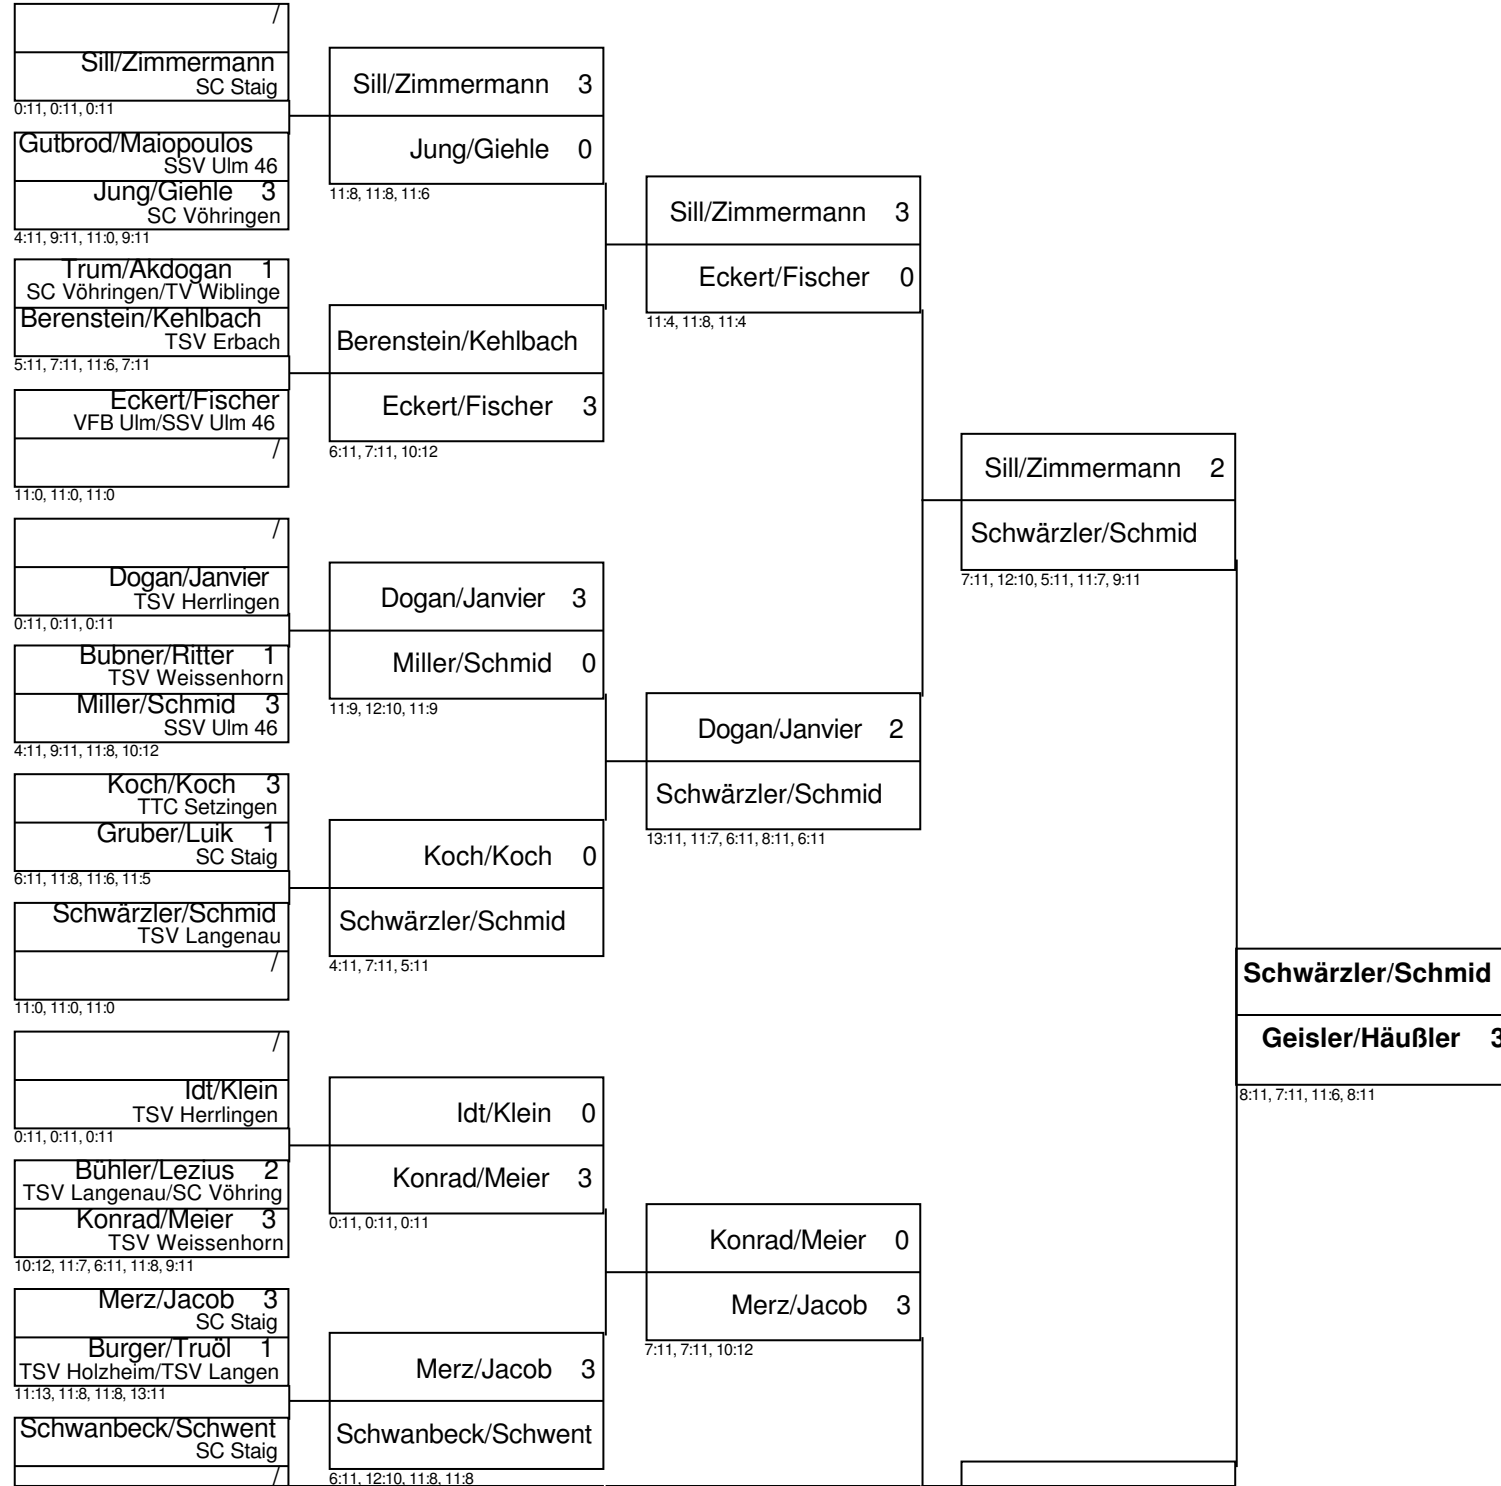 /
Sill/Zimmermann
SC Staig
0:11, 0:11, 0:11
Gutbrod/Maiopoulos
SSV Ulm 46
Jung/Giehle 3
SC Vöhringen
4:11, 9:11, 11:0, 9:11
Trum/Akdogan 1
SC Vöhringen/TV Wiblinge
Berenstein/Kehlbach
TSV Erbach
5:11, 7:11, 11:6, 7:11
Eckert/Fischer
VFB Ulm/SSV Ulm 46
/
11:0, 11:0, 11:0
/
Dogan/Janvier
TSV Herrlingen
0:11, 0:11, 0:11
Bubner/Ritter 1
TSV Weissenhorn
Miller/Schmid 3
SSV Ulm 46
4:11, 9:11, 11:8, 10:12
Koch/Koch 3
TTC Setzingen
Gruber/Luik 1
SC Staig
6:11, 11:8, 11:6, 11:5
Schwärzler/Schmid
TSV Langenau
/
11:0, 11:0, 11:0
/
Idt/Klein
TSV Herrlingen
0:11, 0:11, 0:11
Bühler/Lezius 2
TSV Langenau/SC Vöhring
Konrad/Meier 3
TSV Weissenhorn
10:12, 11:7, 6:11, 11:8, 9:11
Merz/Jacob 3
SC Staig
Burger/Truöl 1
TSV Holzheim/TSV Langen
11:13, 11:8, 11:8, 13:11
Schwanbeck/Schwent
SC Staig
/
Sill/Zimmermann 3
Jung/Giehle 0
11:8, 11:8, 11:6
Berenstein/Kehlbach
Eckert/Fischer 3
6:11, 7:11, 10:12
Dogan/Janvier 3
Miller/Schmid 0
11:9, 12:10, 11:9
Koch/Koch 0
Schwärzler/Schmid
4:11, 7:11, 5:11
Idt/Klein 0
Konrad/Meier 3
0:11, 0:11, 0:11
Merz/Jacob 3
Schwanbeck/Schwent
6:11, 12:10, 11:8, 11:8
Sill/Zimmermann 3
Eckert/Fischer 0
11:4, 11:8, 11:4
Dogan/Janvier 2
Schwärzler/Schmid
13:11, 11:7, 6:11, 8:11, 6:11
Konrad/Meier 0
Merz/Jacob 3
7:11, 7:11, 10:12
Sill/Zimmermann 2
Schwärzler/Schmid
7:11, 12:10, 5:11, 11:7, 9:11
Schwärzler/Schmid
Geisler/Häußler 3
8:11, 7:11, 11:6, 8:11